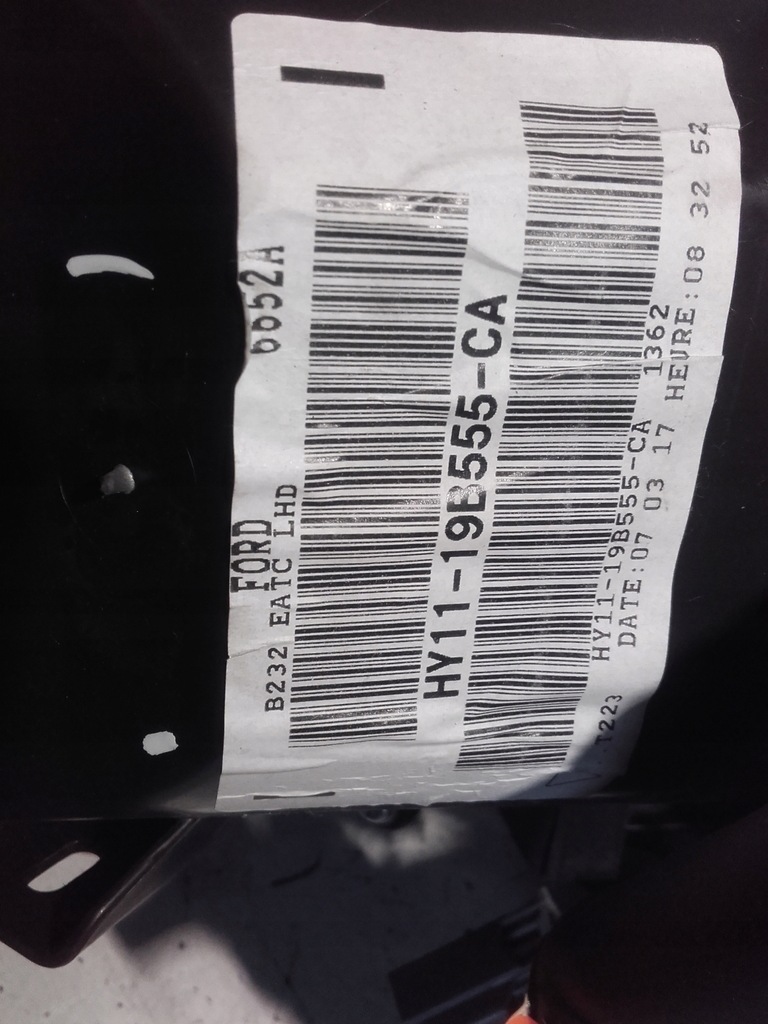 FORD 6652A
B232 EATC LHD
HY11-19B555-CA
HY11-19B555-CA 1362
DATE:07 03 17 HEURE:08 32 52
T223